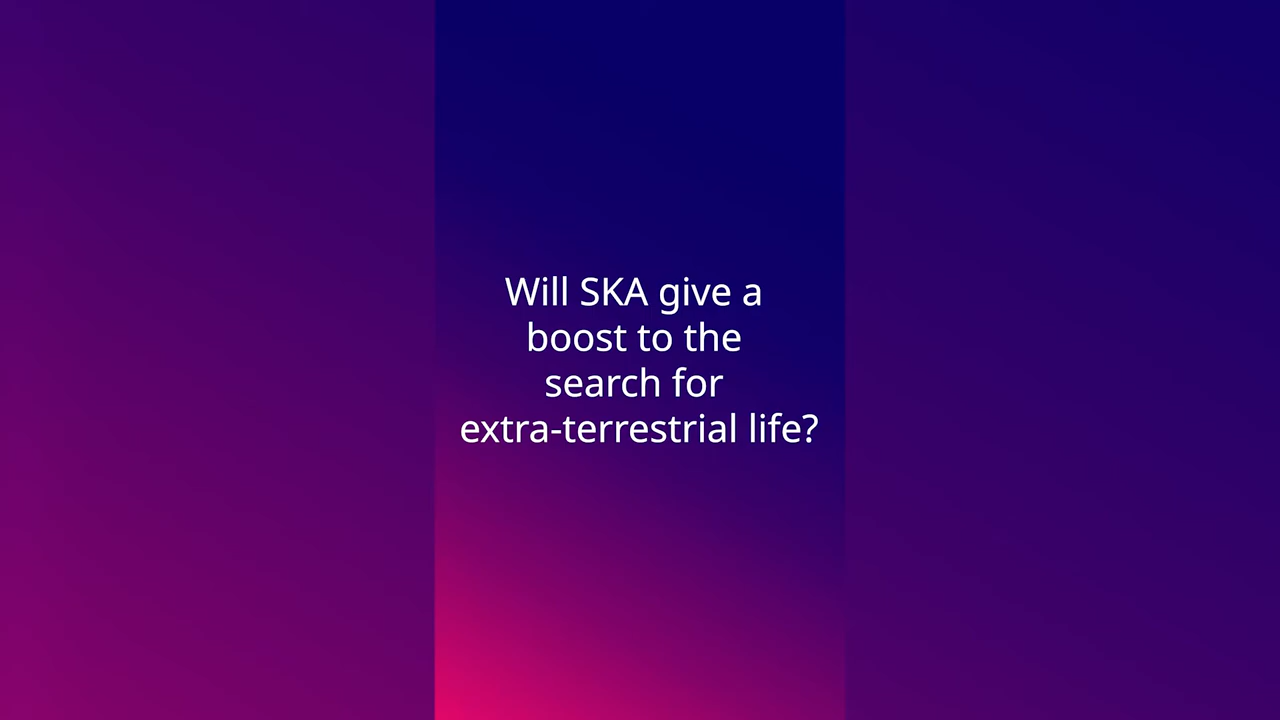 Will SKA give a
boost to the
search for
extra-terrestrial life?